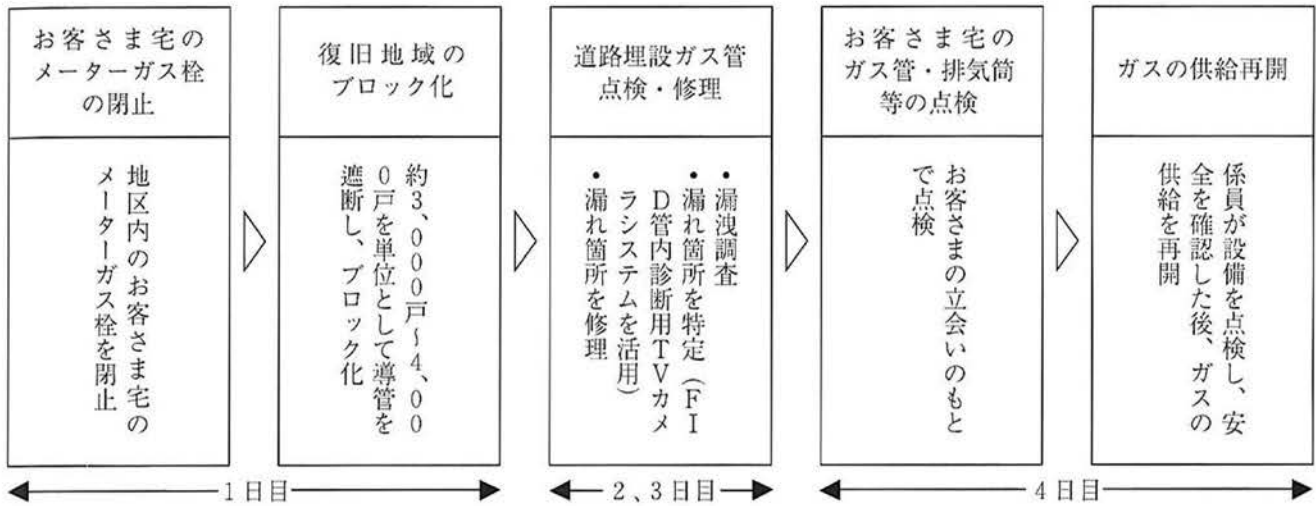 お客さま宅の
メーターガス栓
の閉止
地区内のお客さま宅の
メーターガス栓を閉止
復旧地域の
ブロック化
約3、000戸〜4、00
0戸を単位として導管を
遮断し、ブロック化
道路埋設ガス管
点検・修理
•漏洩調査
•漏れ箇所を特定(FI
D管内診断用TVカメ
ラシステムを活用)
•漏れ箇所を修理
お客さま宅の
ガス管・排気筒
等の点検
お客さまの立会いのもと
で点検
ガスの供給再開
係員が設備を点検し、安
全を確認した後、ガスの
供給を再開
1日目
2、3日目
4日目